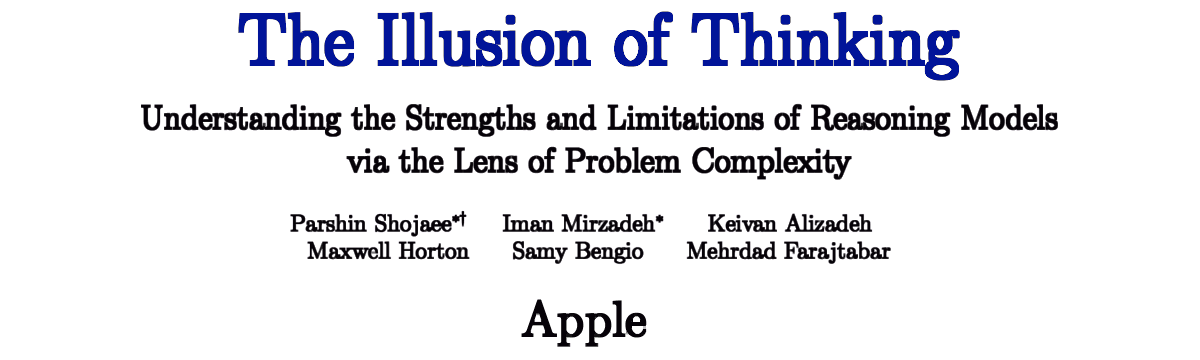 The Illusion of Thinking
Understanding the Strengths and Limitations of Reasoning Models
via the Lens of Problem Complexity
Parshin Shojaee*† Iman Mirzadeh* Keivan Alizadeh
Maxwell Horton Samy Bengio Mehrdad Farajtabar
Apple